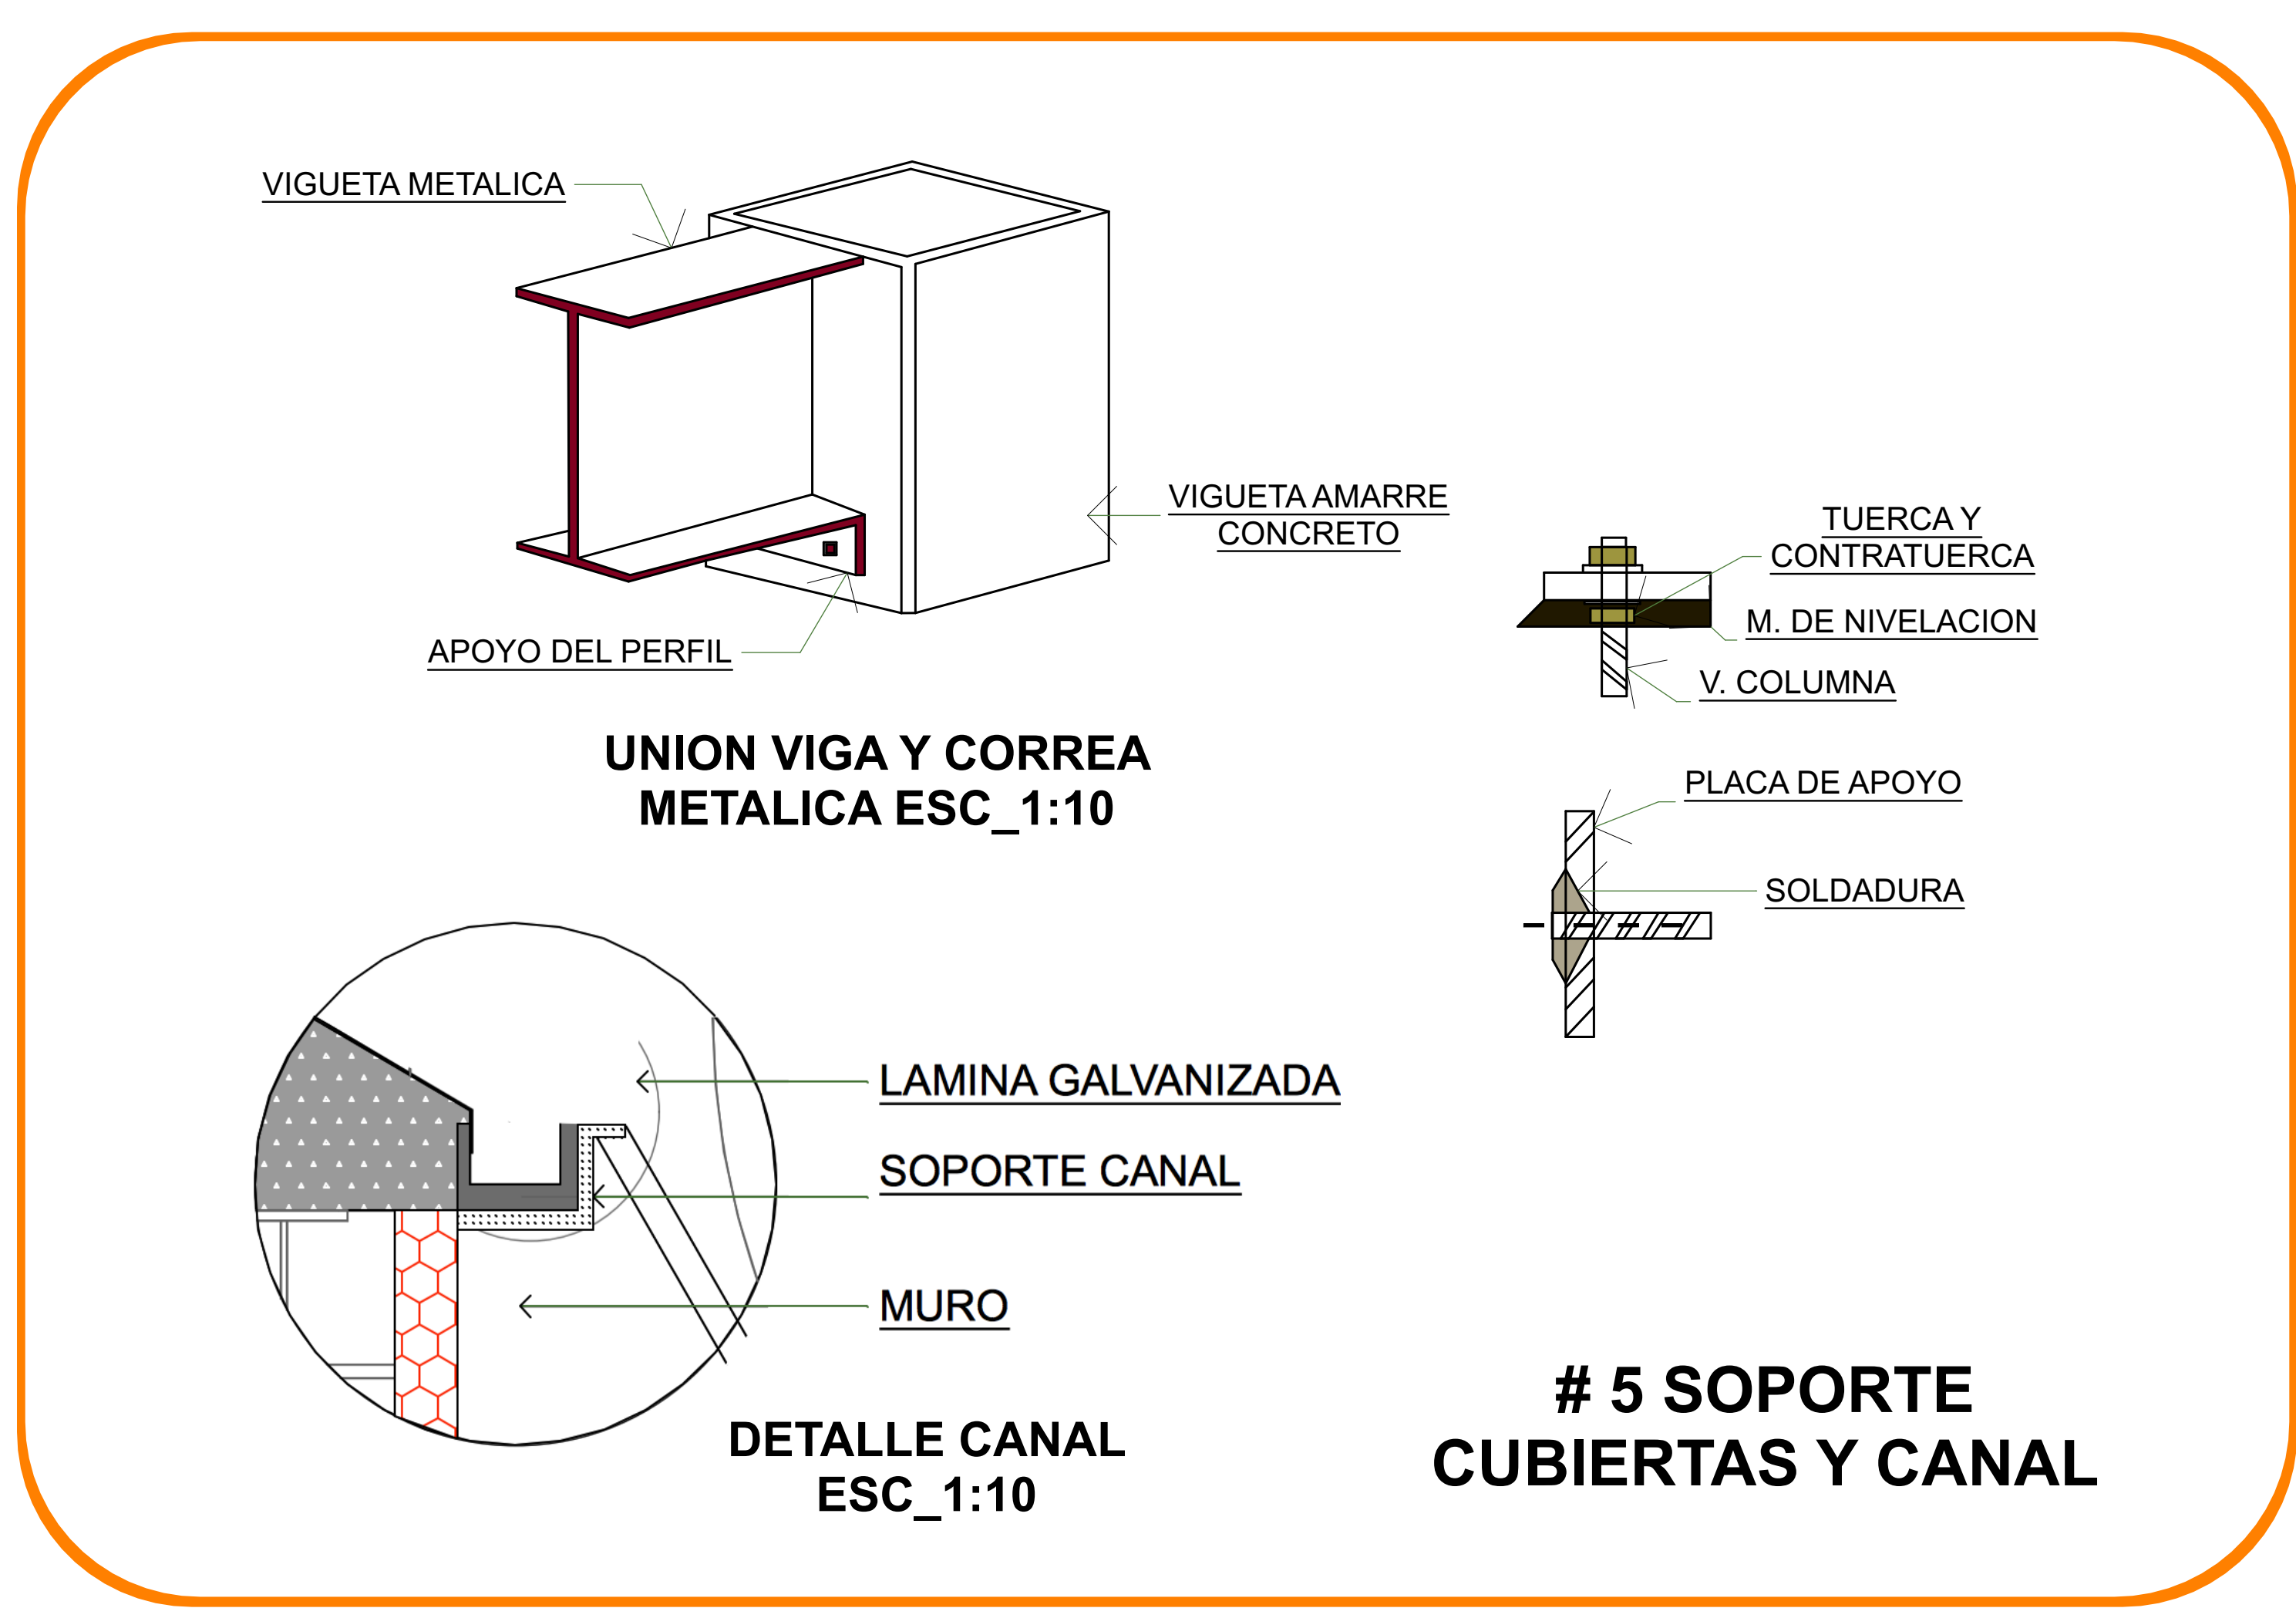 VIGUETA METALICA
VIGUETA AMARRE
CONCRETO
APOYO DEL PERFIL
UNION VIGA Y CORREA
METALICA ESC_1:10
TUERCA Y
CONTRATUERCA
M. DE NIVELACION
V. COLUMNA
PLACA DE APOYO
SOLDADURA
LAMINA GALVANIZADA
SOPORTE CANAL
MURO
DETALLE CANAL
ESC_1:10
# 5 SOPORTE
CUBIERTAS Y CANAL